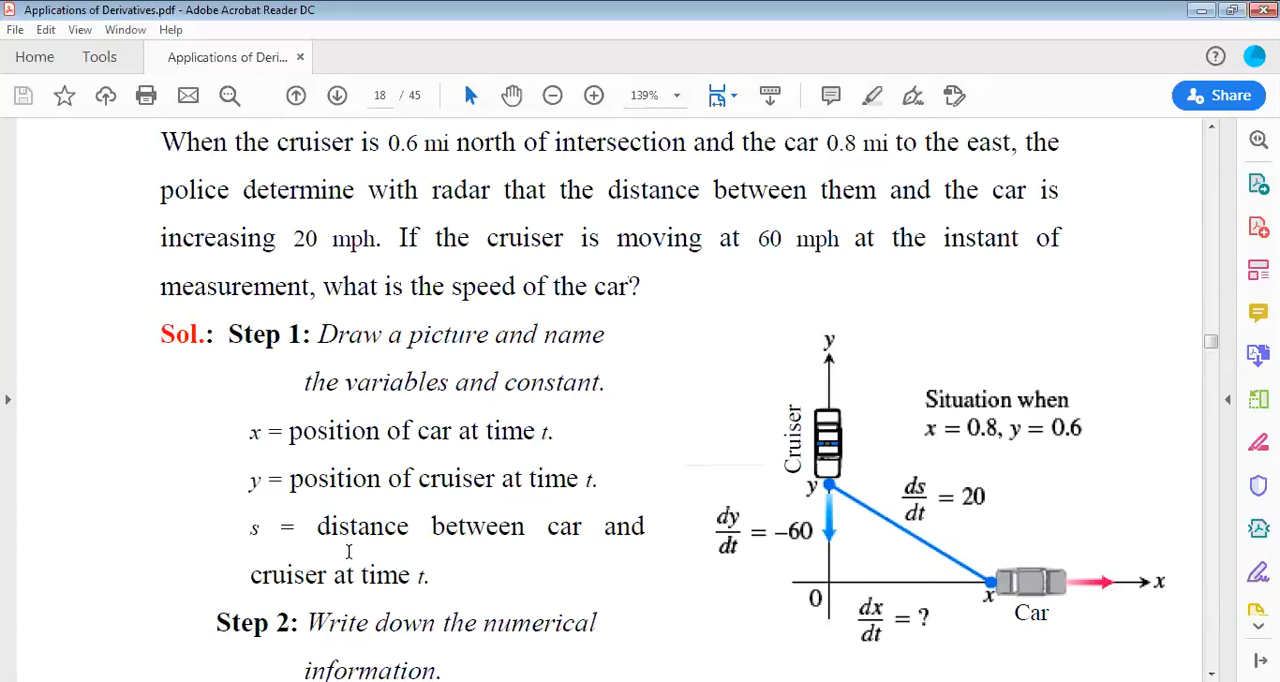 Applications of Derivatives.pdf - Adobe Acrobat Reader DC
File Edit View Window Help
Home Tools Applications of Deri... ×
18 / 45 139% Share
When the cruiser is 0.6 mi north of intersection and the car 0.8 mi to the east, the
police determine with radar that the distance between them and the car is
increasing 20 mph. If the cruiser is moving at 60 mph at the instant of
measurement, what is the speed of the car?
Sol.: Step 1: Draw a picture and name
the variables and constant.
x = position of car at time t.
y = position of cruiser at time t.
s = distance between car and
cruiser at time t.
Step 2: Write down the numerical
information.
y
Situation when
x = 0.8, y = 0.6
Cruiser
y
ds/dt = 20
dy/dt = −60
x
0
x
dx/dt = ?
Car